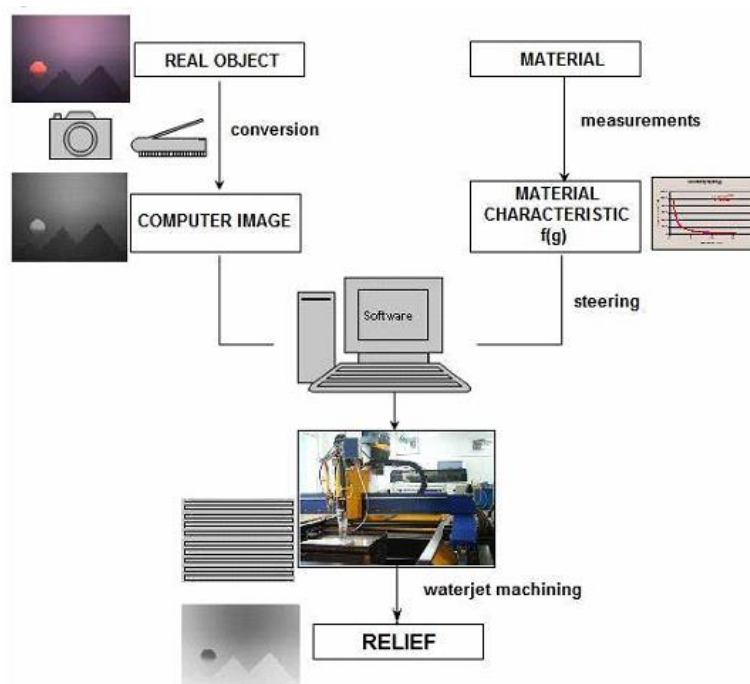 REAL OBJECT
MATERIAL
conversion
measurements
COMPUTER IMAGE
MATERIAL
CHARACTERISTIC
f(g)
steering
Software
waterjet machining
RELIEF